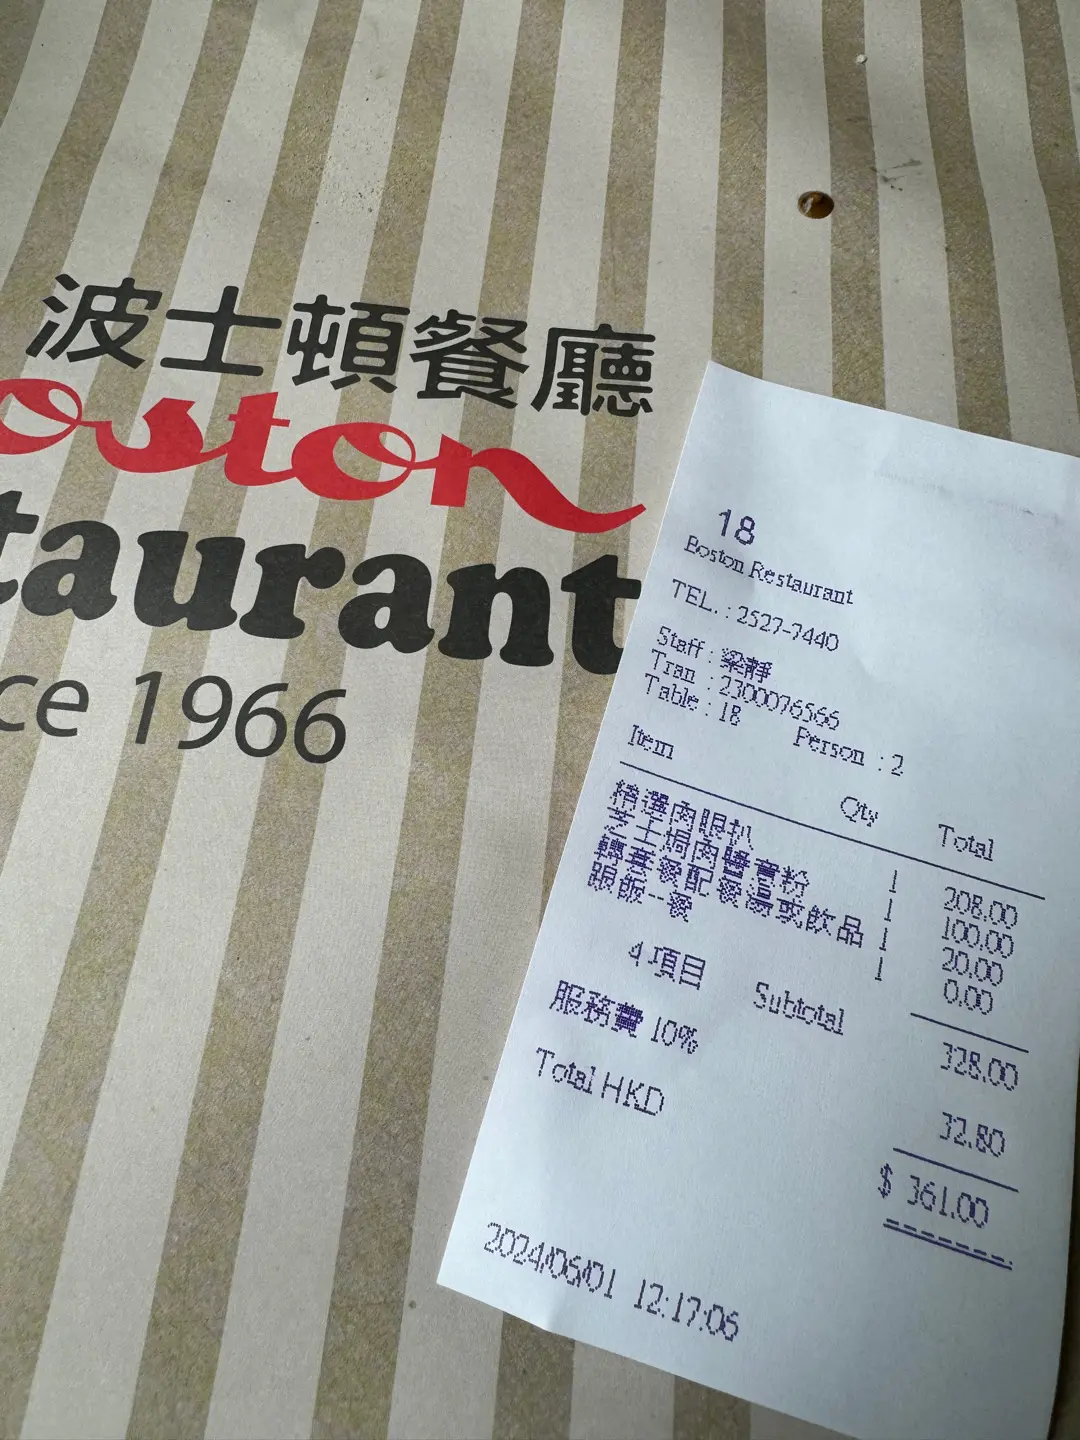 波士頓餐廳
oston
taurant
ce 1966
18
Boston Restaurant
TEL. : 2527-7440
Staff : 梁靜
Tran : 2300076566
Table : 18 Person : 2
Item Qty Total
精選肉眼扒 1 208.00
芝士焗肉醬意粉 1 100.00
轉套餐配餐湯或飲品 1 20.00
跟飯--餐 1 0.00
4 項目 Subtotal 328.00
服務費 10% 32.80
Total HKD $ 361.00
2024/06/01 12:17:06